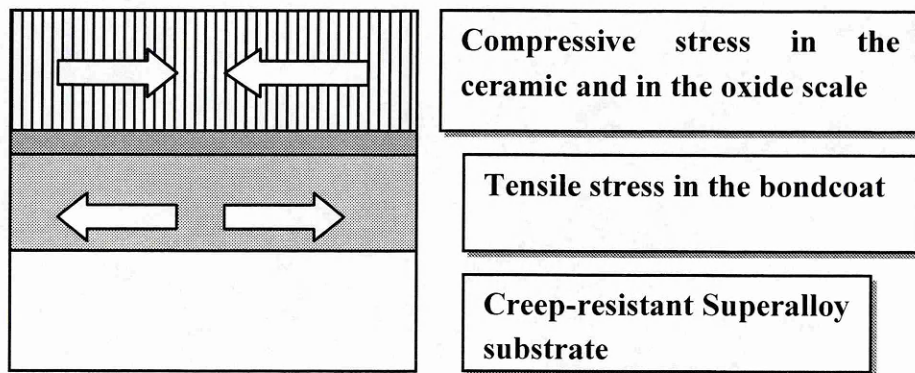 Compressive stress in the
ceramic and in the oxide scale
Tensile stress in the bondcoat
Creep-resistant Superalloy
substrate